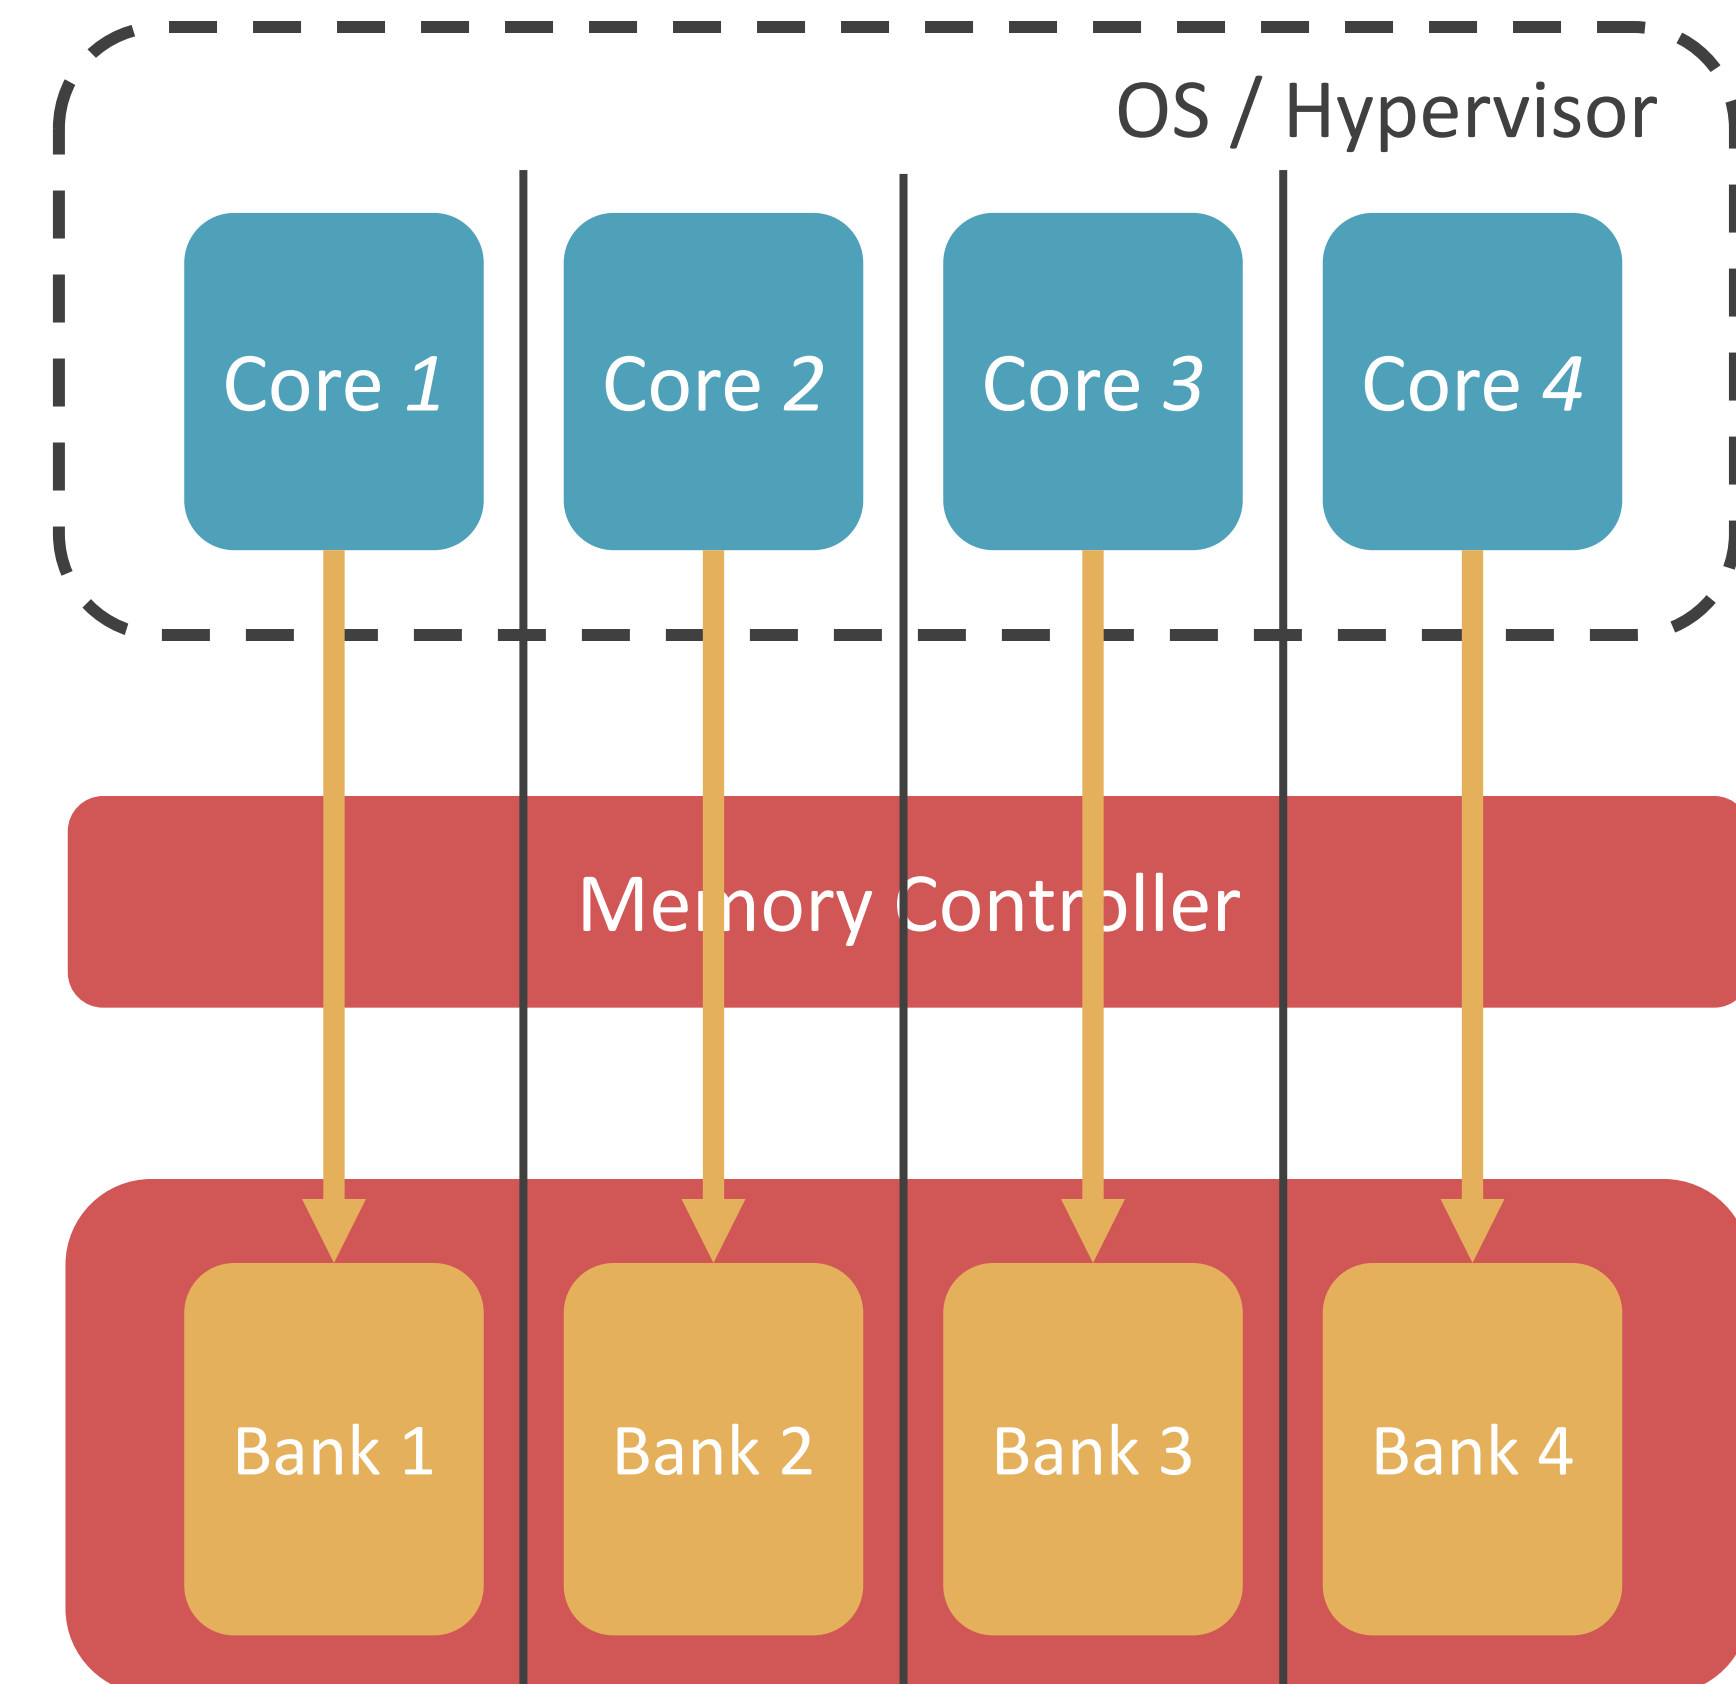 OS / Hypervisor
Core 1
Core 2
Core 3
Core 4
Memory Controller
Bank 1
Bank 2
Bank 3
Bank 4